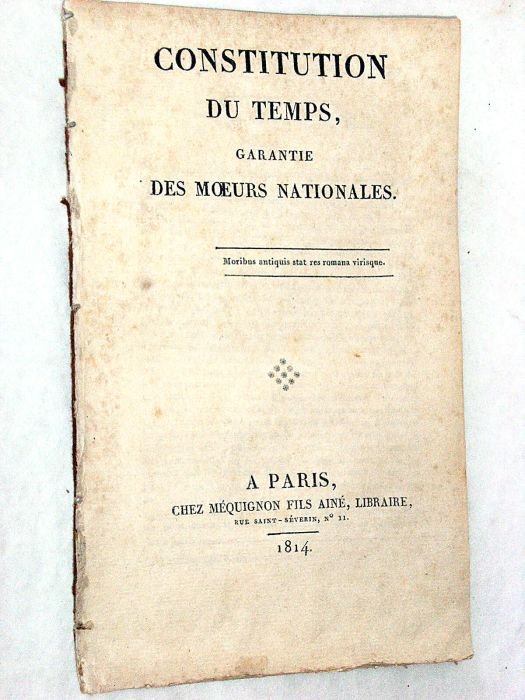 CONSTITUTION
DU TEMPS,
GARANTIE
DES MŒURS NATIONALES.
Moribus antiquis stat res romana virisque.
A PARIS,
CHEZ MÉQUIGNON FILS AINÉ, LIBRAIRE,
RUE SAINT-SÉVERIN, N° 11.
1814.